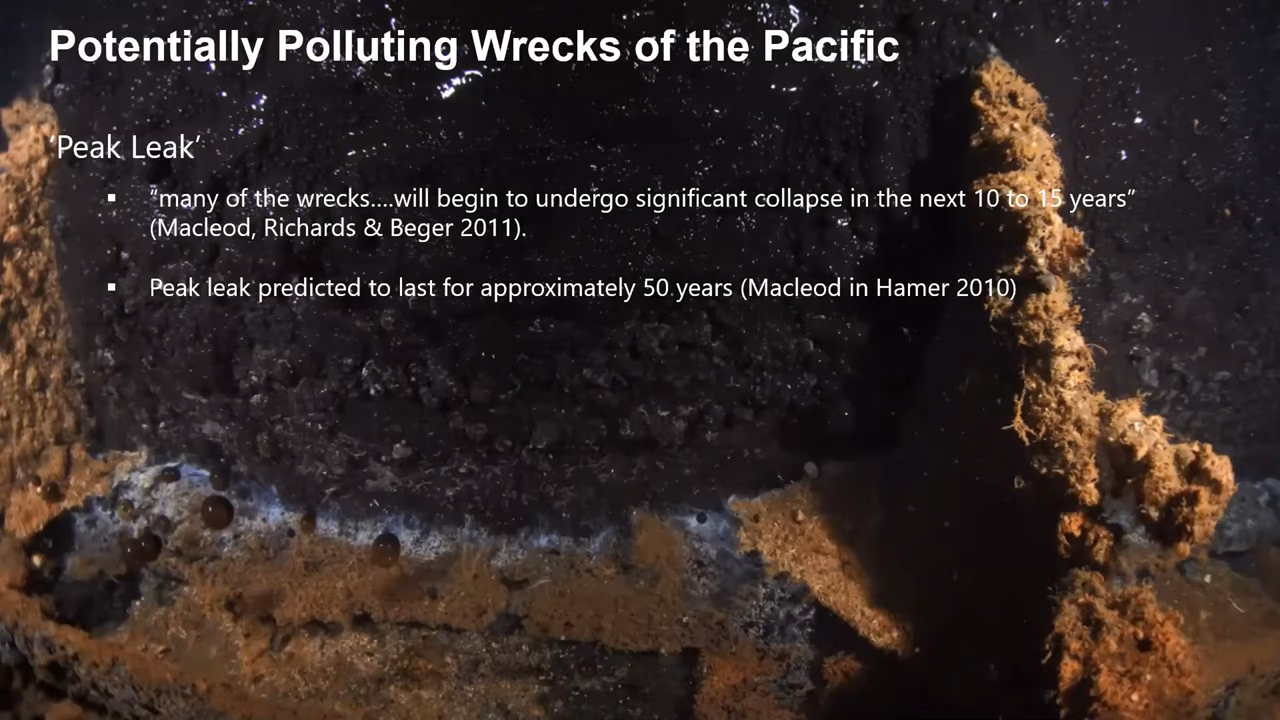 Potentially Polluting Wrecks of the Pacific
‘Peak Leak’
▪ “many of the wrecks....will begin to undergo significant collapse in the next 10 to 15 years”
(Macleod, Richards & Beger 2011).
▪ Peak leak predicted to last for approximately 50 years (Macleod in Hamer 2010)